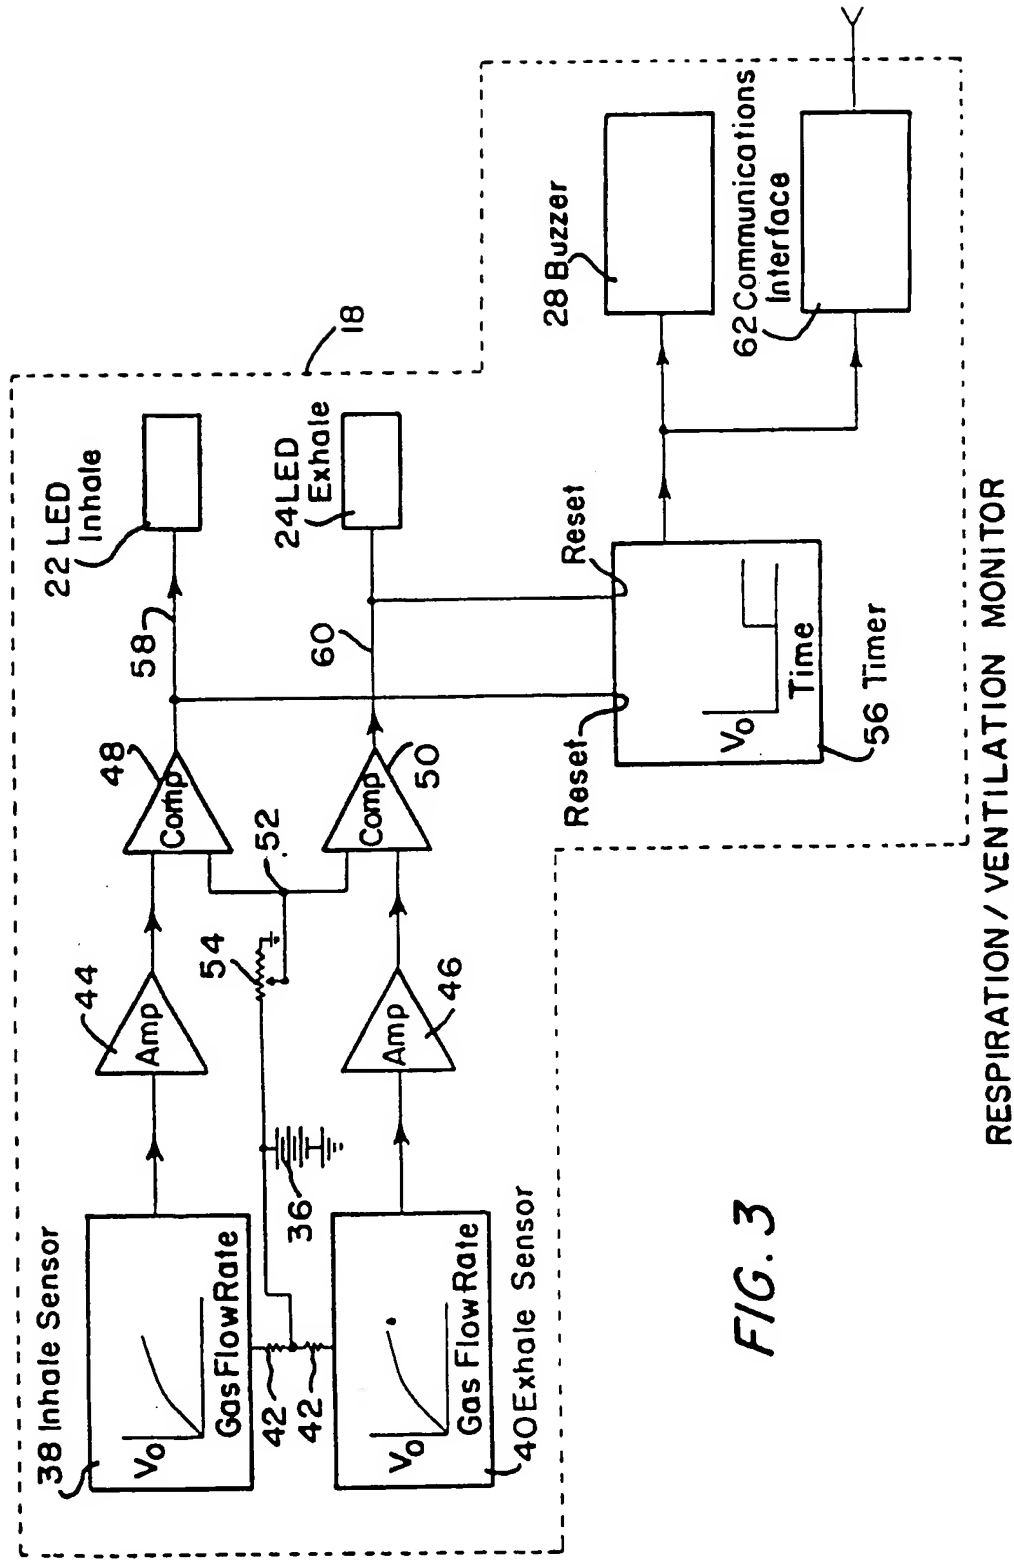 38 Inhale Sensor
Vo
Gas Flow Rate
44
Amp
48
Comp
58
22 LED
Inhale
18
42
42
36
54
52
40 Exhale Sensor
Vo
Gas Flow Rate
46
Amp
50
Comp
60
24 LED
Exhale
Reset
Reset
Vo
Time
56 Timer
28 Buzzer
62 Communications
Interface
FIG. 3
RESPIRATION / VENTILATION MONITOR